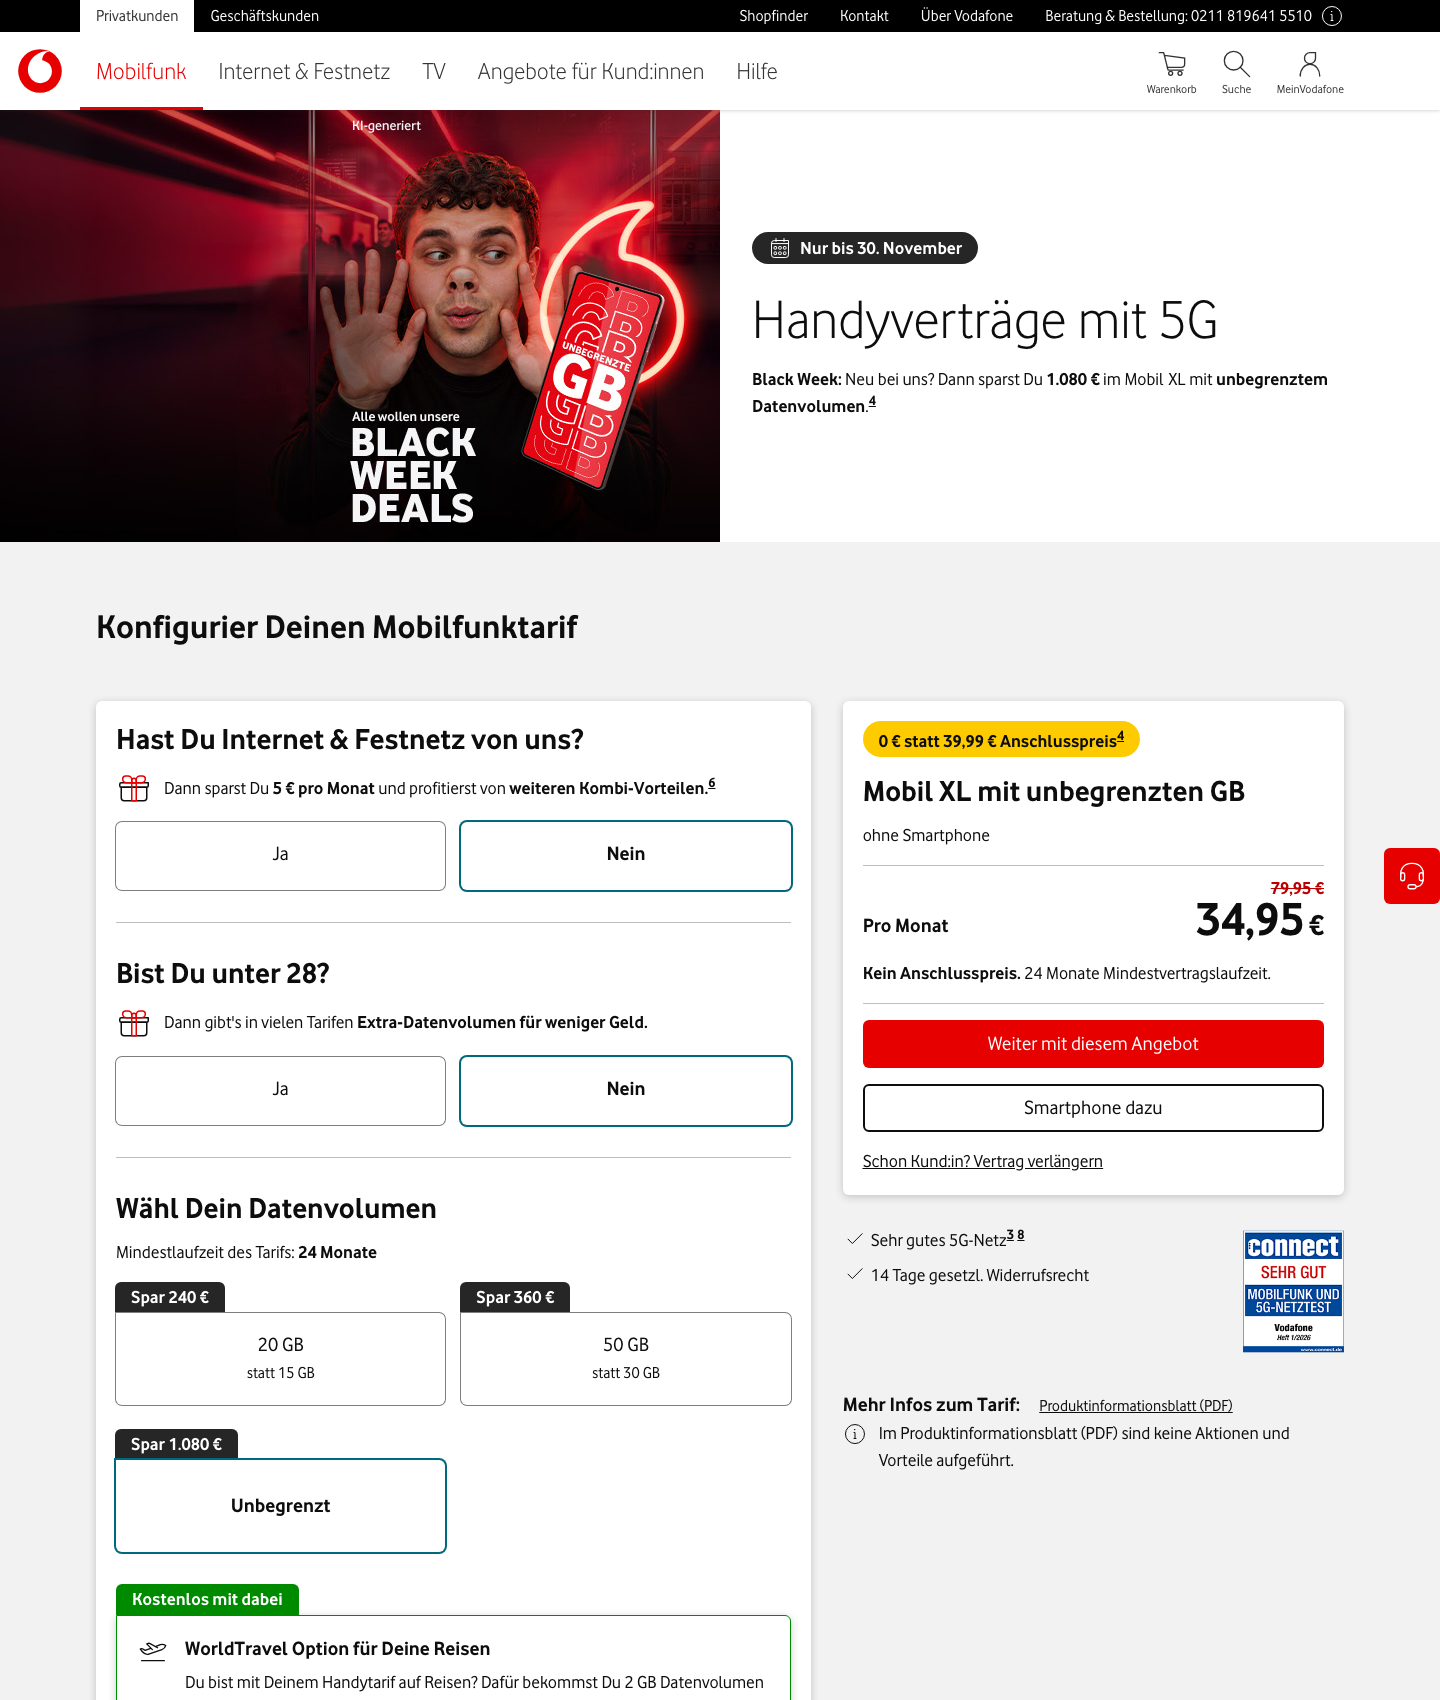 Privatkunden
Geschäftskunden
Shopfinder
Kontakt
Über Vodafone
Beratung & Bestellung: 0211 819641 5510
Mobilfunk
Internet & Festnetz
TV
Angebote für Kund:innen
Hilfe
Warenkorb
Suche
MeinVodafone
KI-generiert
UNBEGRENZTE
GB
Alle wollen unsere
BLACK
WEEK
DEALS
Nur bis 30. November
Handyverträge mit 5G
Black Week: Neu bei uns? Dann sparst Du 1.080 € im Mobil XL mit unbegrenztem
Datenvolumen.4
Konfigurier Deinen Mobilfunktarif
Hast Du Internet & Festnetz von uns?
Dann sparst Du 5 € pro Monat und profitierst von weiteren Kombi-Vorteilen.6
Ja
Nein
Bist Du unter 28?
Dann gibt's in vielen Tarifen Extra-Datenvolumen für weniger Geld.
Ja
Nein
Wähl Dein Datenvolumen
Mindestlaufzeit des Tarifs: 24 Monate
Spar 240 €
20 GB
statt 15 GB
Spar 360 €
50 GB
statt 30 GB
Spar 1.080 €
Unbegrenzt
Kostenlos mit dabei
WorldTravel Option für Deine Reisen
Du bist mit Deinem Handytarif auf Reisen? Dafür bekommst Du 2 GB Datenvolumen
0 € statt 39,99 € Anschlusspreis4
Mobil XL mit unbegrenzten GB
ohne Smartphone
79,95 €
Pro Monat
34,95 €
Kein Anschlusspreis. 24 Monate Mindestvertragslaufzeit.
Weiter mit diesem Angebot
Smartphone dazu
Schon Kund:in? Vertrag verlängern
Sehr gutes 5G-Netz3 8
14 Tage gesetzl. Widerrufsrecht
connect
SEHR GUT
MOBILFUNK UND
5G-NETZTEST
Vodafone
Heft 1/2026
www.connect.de
Mehr Infos zum Tarif:
Produktinformationsblatt (PDF)
Im Produktinformationsblatt (PDF) sind keine Aktionen und
Vorteile aufgeführt.